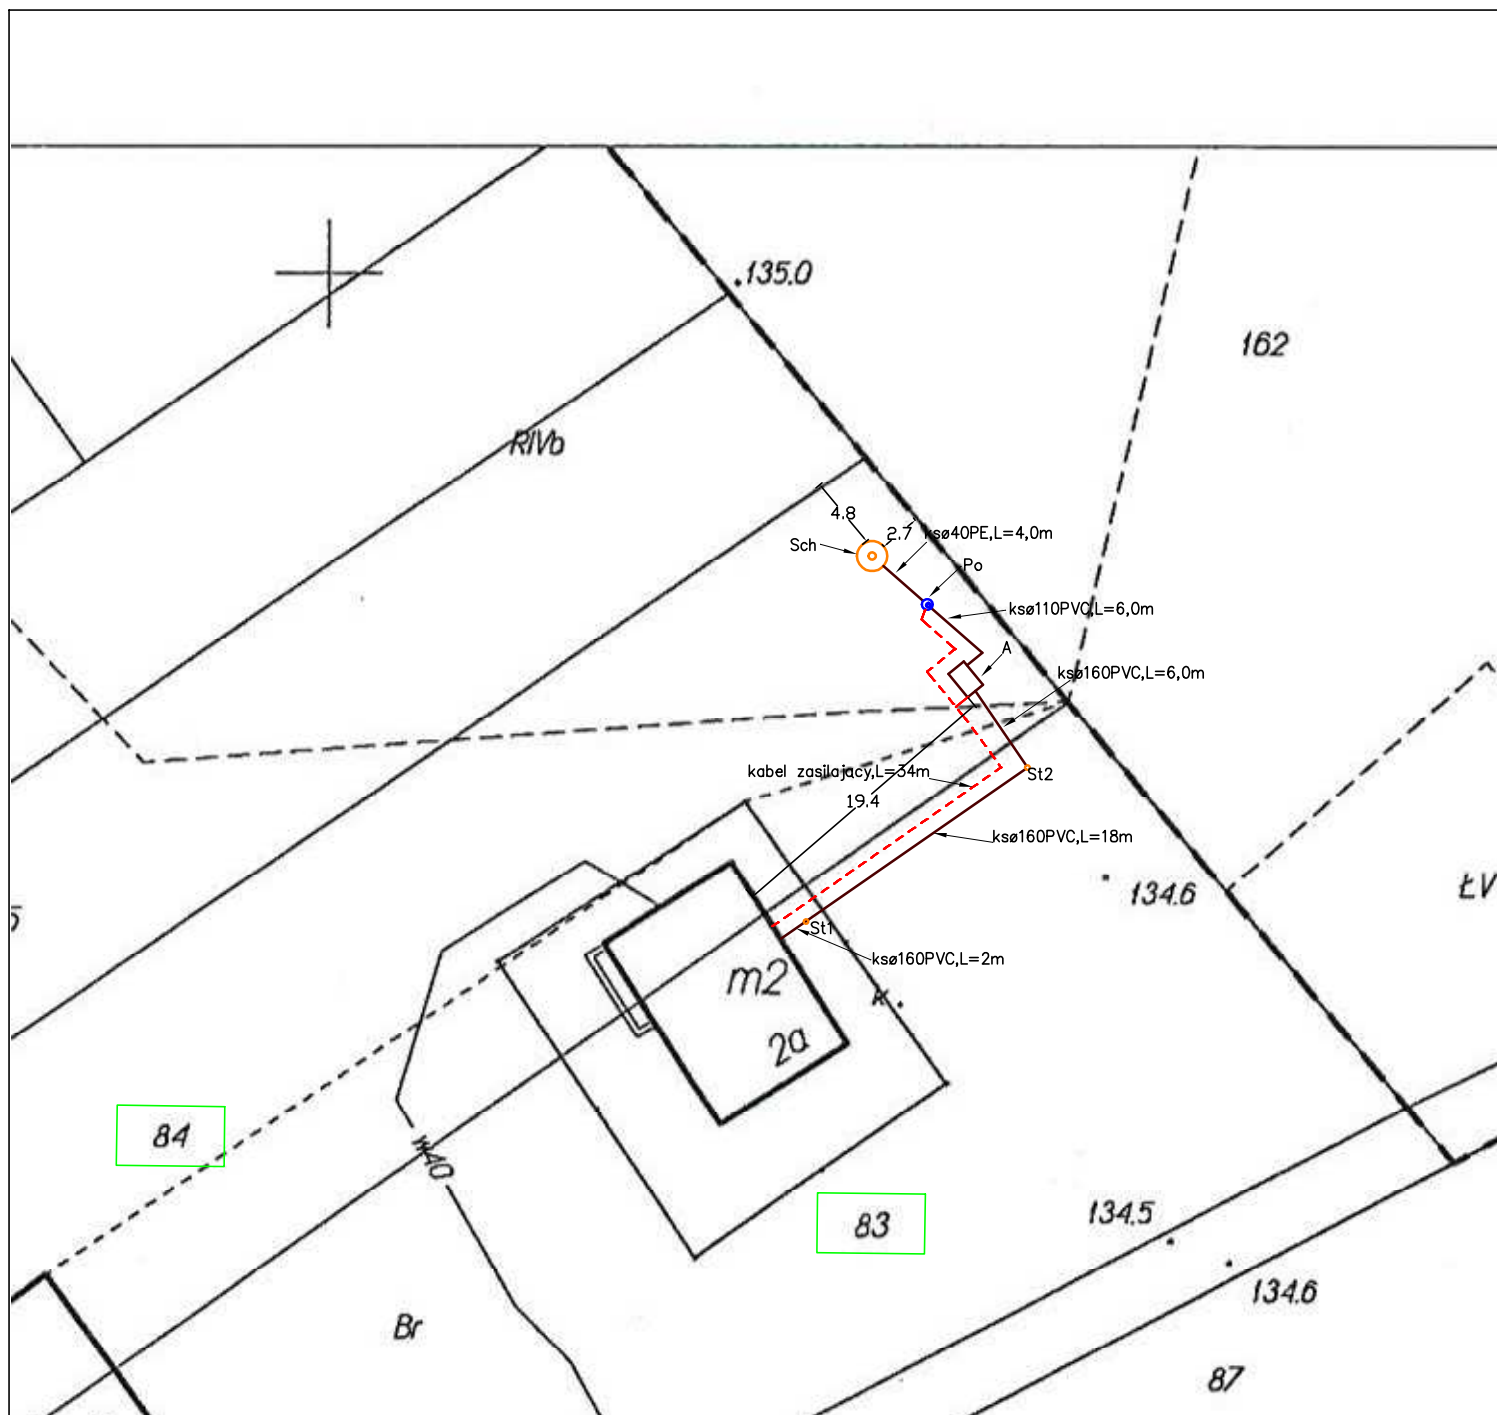 135.0
162
RIVb
4.8
2.7
ksø40PE,L=4,0m
Sch
Po
ksø110PVC,L=6,0m
A
ksø160PVC,L=6,0m
kabel zasilajacy,L=34m
St2
19.4
ksø160PVC,L=18m
134.6
ŁV
5
St1
ksø160PVC,L=2m
m2
K
2a
84
w40
83
134.5
134.6
Br
87